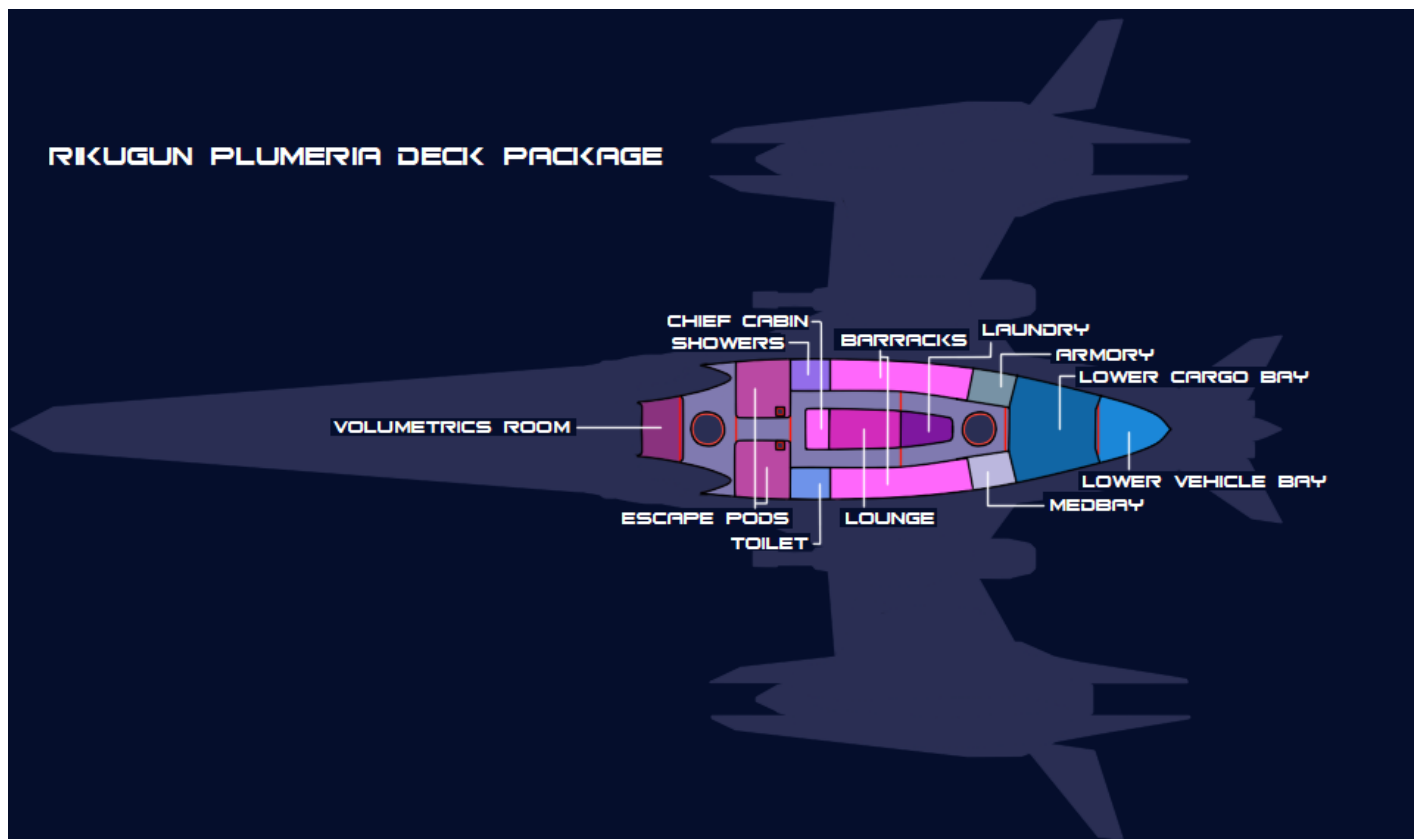 RIKUGUN PLUMERIA DECK PACKAGE
CHIEF CABIN
SHOWERS
BARRACKS
LAUNDRY
ARMORY
LOWER CARGO BAY
VOLUMETRICS ROOM
LOWER VEHICLE BAY
MEDBAY
ESCAPE PODS
LOUNGE
TOILET